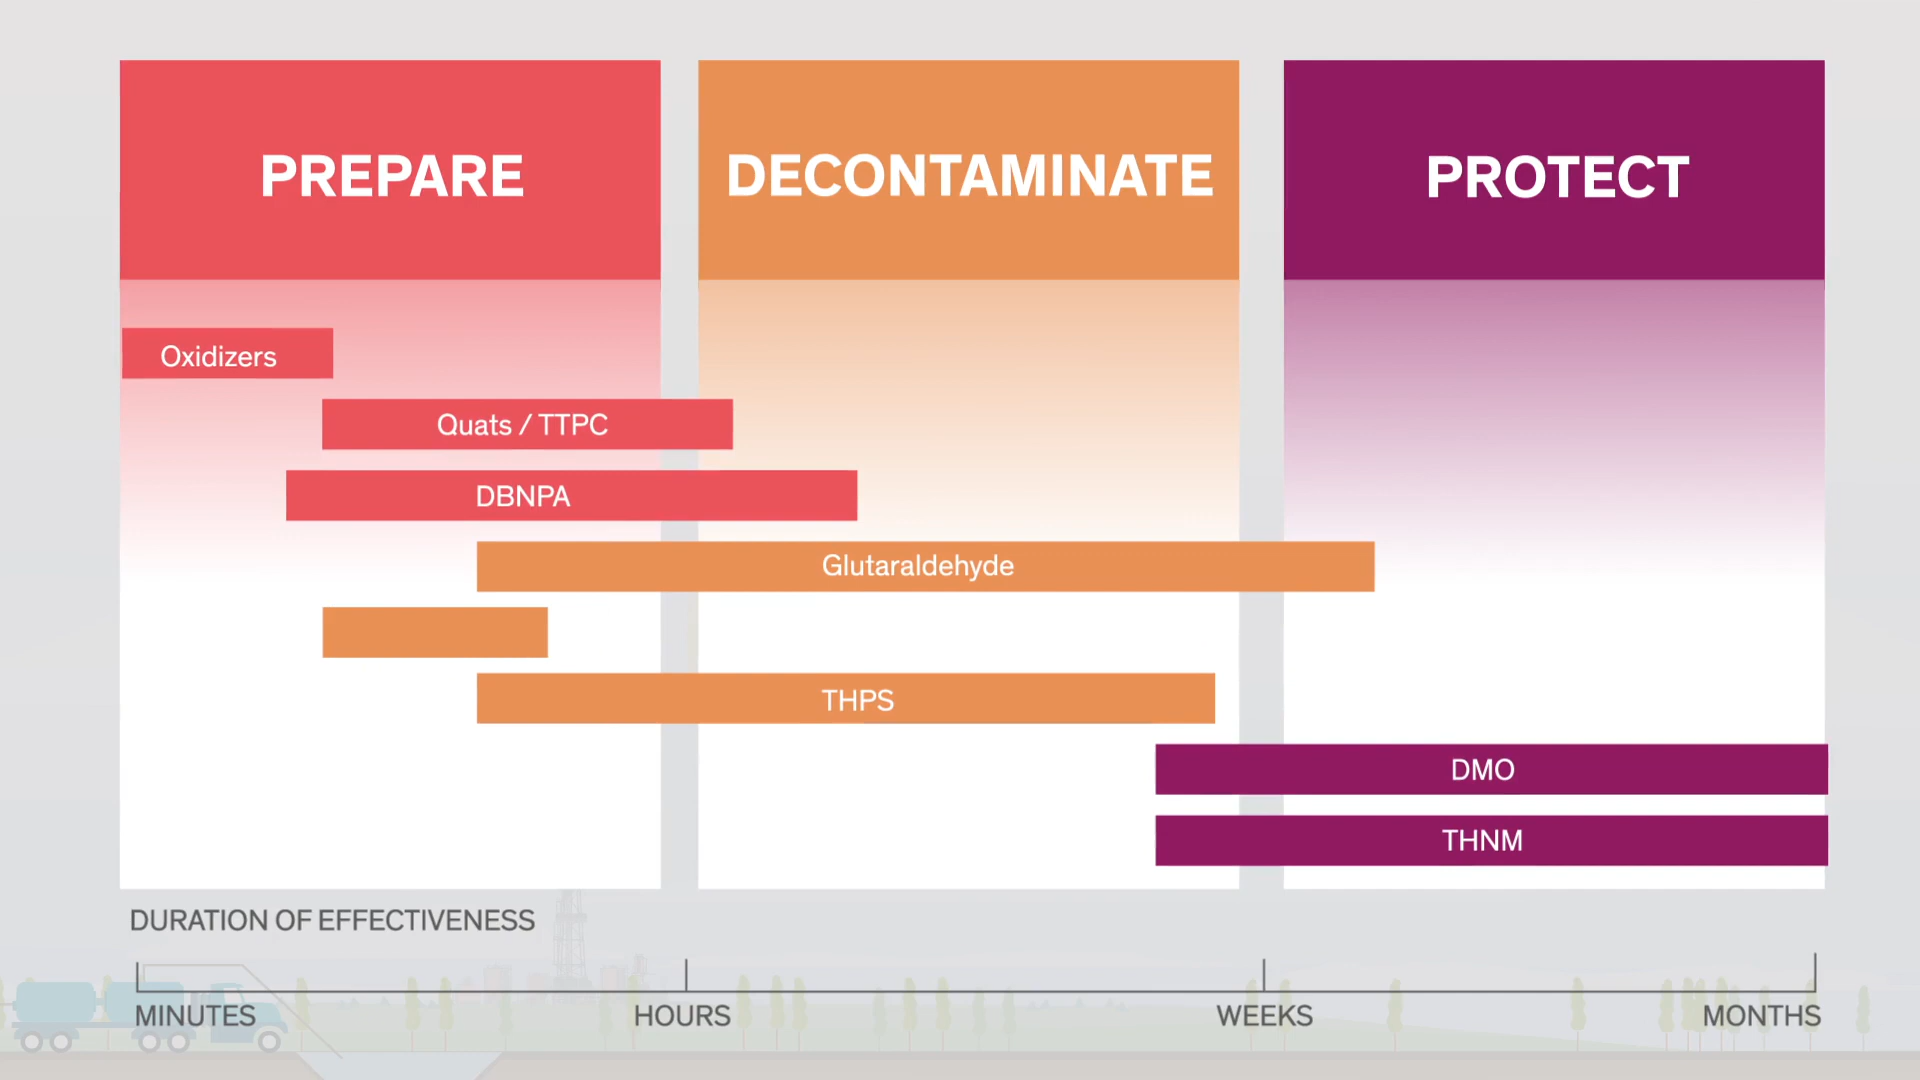 PREPARE
DECONTAMINATE
PROTECT
Oxidizers
Quats / TTPC
DBNPA
Glutaraldehyde
THPS
DMO
THNM
DURATION OF EFFECTIVENESS
MINUTES
HOURS
WEEKS
MONTHS